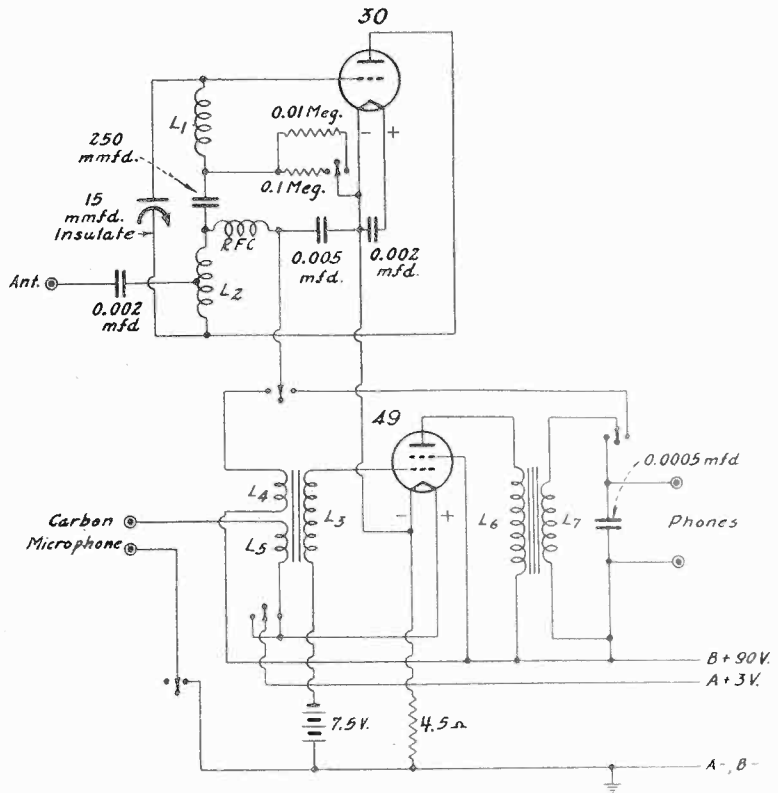 30
L1
0.01 Meg.
- +
250
mmfd.
0.1 Meg.
15
mmfd.
Insulate
RFC
0.005
mfd.
0.002
mfd.
Ant.
L2
0.002
mfd
49
0.0005 mfd
L4
L3
- +
L6
L7
Phones
Carbon
Microphone
L5
B + 90 V.
A + 3 V.
7.5 V.
4.5 Ω
A-, B-